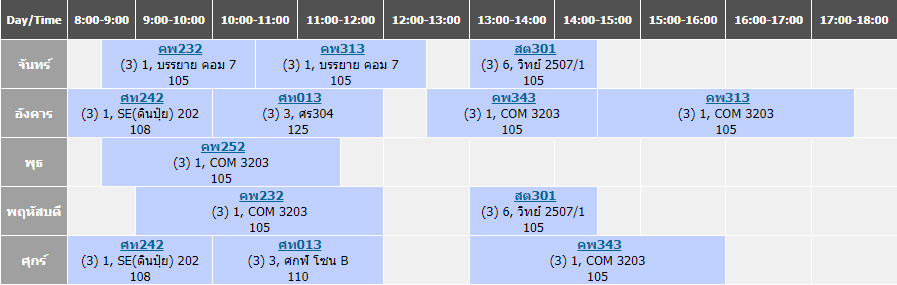 Day/Time 8:00-9:00 9:00-10:00 10:00-11:00 11:00-12:00 12:00-13:00 13:00-14:00 14:00-15:00 15:00-16:00 16:00-17:00 17:00-18:00
จันทร์
คพ232
(3) 1, บรรยาย คอม 7
105
คพ313
(3) 1, บรรยาย คอม 7
105
สต301
(3) 6, วิทย์ 2507/1
105
อังคาร
ศท242
(3) 1, SE(ดินปุ๋ย) 202
108
ศท013
(3) 3, ศร304
125
คพ343
(3) 1, COM 3203
105
คพ313
(3) 1, COM 3203
105
พุธ
คพ252
(3) 1, COM 3203
105
พฤหัสบดี
คพ232
(3) 1, COM 3203
105
สต301
(3) 6, วิทย์ 2507/1
105
ศุกร์
ศท242
(3) 1, SE(ดินปุ๋ย) 202
108
ศท013
(3) 3, ศกฬ โซน B
110
คพ343
(3) 1, COM 3203
105